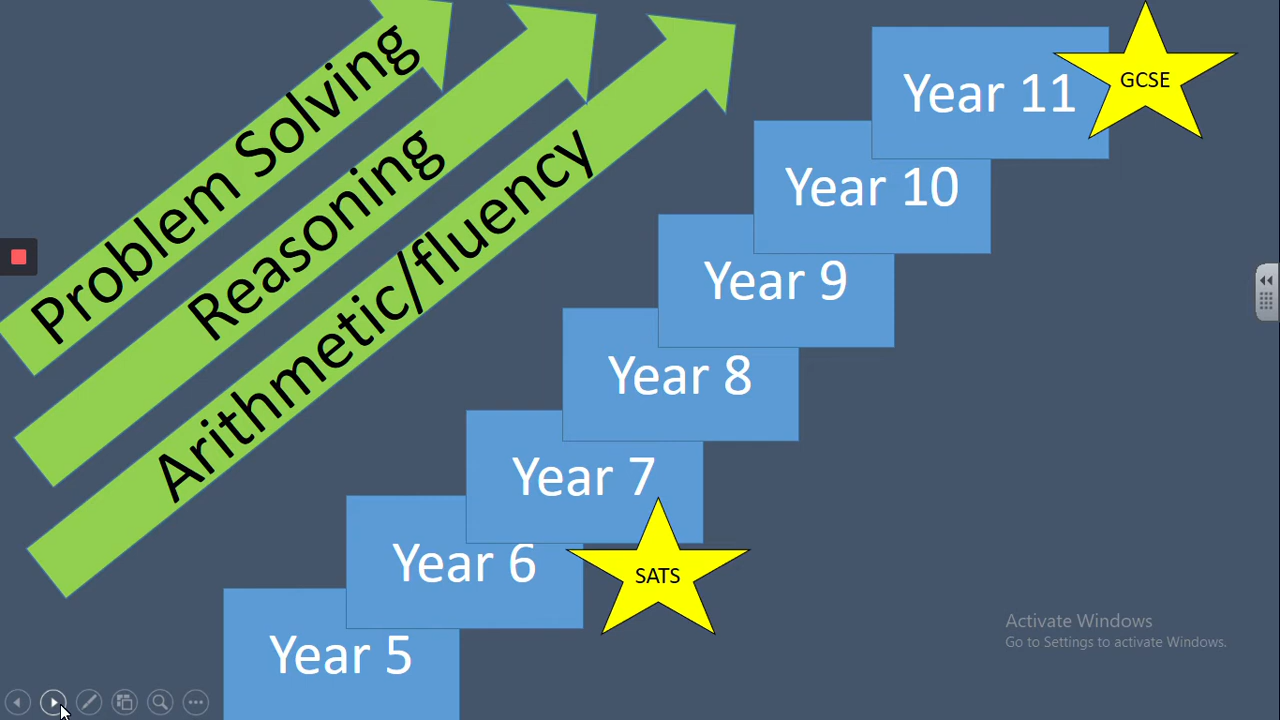 Problem Solving
Reasoning
Arithmetic/fluency
Year 11
GCSE
Year 10
Year 9
Year 8
Year 7
Year 6
SATS
Year 5
Activate Windows
Go to Settings to activate Windows.